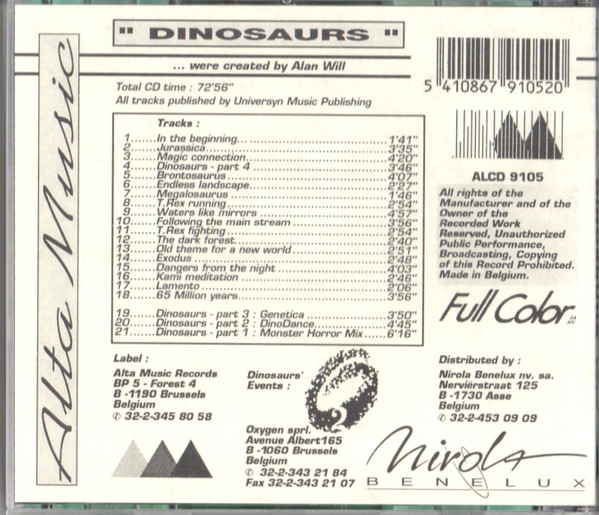 Alta Music
" DINOSAURS "
... were created by Alan Will
Total CD time : 72'56"
All tracks published by Universyn Music Publishing
Tracks :
1......In the beginning...1'41"
2......Jurassica...3'35"
3......Magic connection...4'20"
4......Dinosaurs - part 4...3'46"
5......Brontosaurus...4'07"
6......Endless landscape...2'27"
7......Megalosaurus...1'46"
8......T.Rex running...2'54"
9......Waters like mirrors...4'57"
10......Following the main stream...3'56"
11......T.Rex fighting...2'54"
12......The dark forest...2'40"
13......Old theme for a new world...2'51"
14......Exodus...2'48"
15......Dangers from the night...4'03"
16......Kami meditation...2'46"
17......Lamento...2'06"
18......65 Million years...3'56"
19......Dinosaurs - part 3 : Genetica...3'50"
20......Dinosaurs - part 2 : DinoDance...4'45"
21......Dinosaurs - part 1 : Monster Horror Mix......6'16"
5 410867 910520
ALCD 9105
All rights of the
Manufacturer and of the
Owner of the
Recorded Work
Reserved, Unauthorized
Public Performance,
Broadcasting, Copying
of this Record Prohibited.
Made in Belgium.
Full Color
Label :
Alta Music Records
BP 5 - Forest 4
B -1190 Brussels
Belgium
✆ 32-2-345 80 58
Dinosaurs'
Events :
2
Oxygen sprl.
Avenue Albert165
B -1060 Brussels
Belgium
✆ 32-2-343 21 84
Fax 32-2-343 21 07
Distributed by :
Nirola Benelux nv. sa.
Nerviërstraat 125
B -1730 Asse
Belgium
✆ 32-2-453 09 09
Nirola
BENELUX